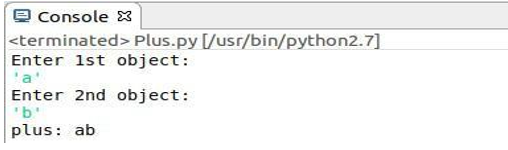 Console
<terminated> Plus.py [/usr/bin/python2.7]
Enter 1st object:
'a'
Enter 2nd object:
'b'
plus: ab